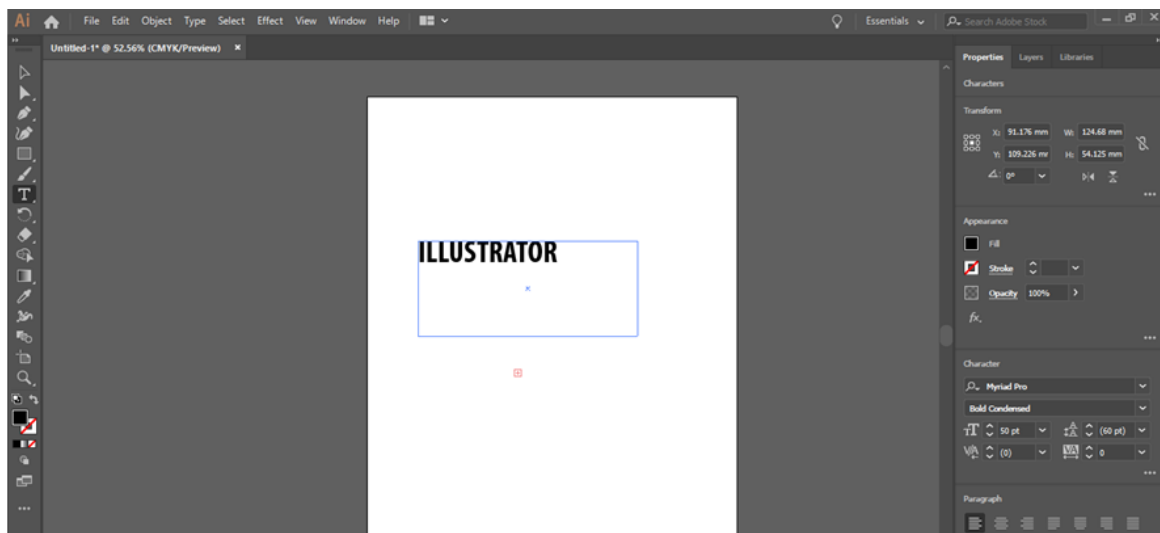 Ai File Edit Object Type Select Effect View Window Help Essentials Search Adobe Stock
Untitled-1* @ 52.56% (CMYK/Preview) ×
Properties Layers Libraries
Characters
Transform
X: 91.176 mm W: 124.68 mm
Y: 109.226 mr H: 54.125 mm
0°
Appearance
Fill
Stroke
Opacity 100%
fx.
ILLUSTRATOR
Character
Myriad Pro
Bold Condensed
50 pt (60 pt)
(0) 0
Paragraph